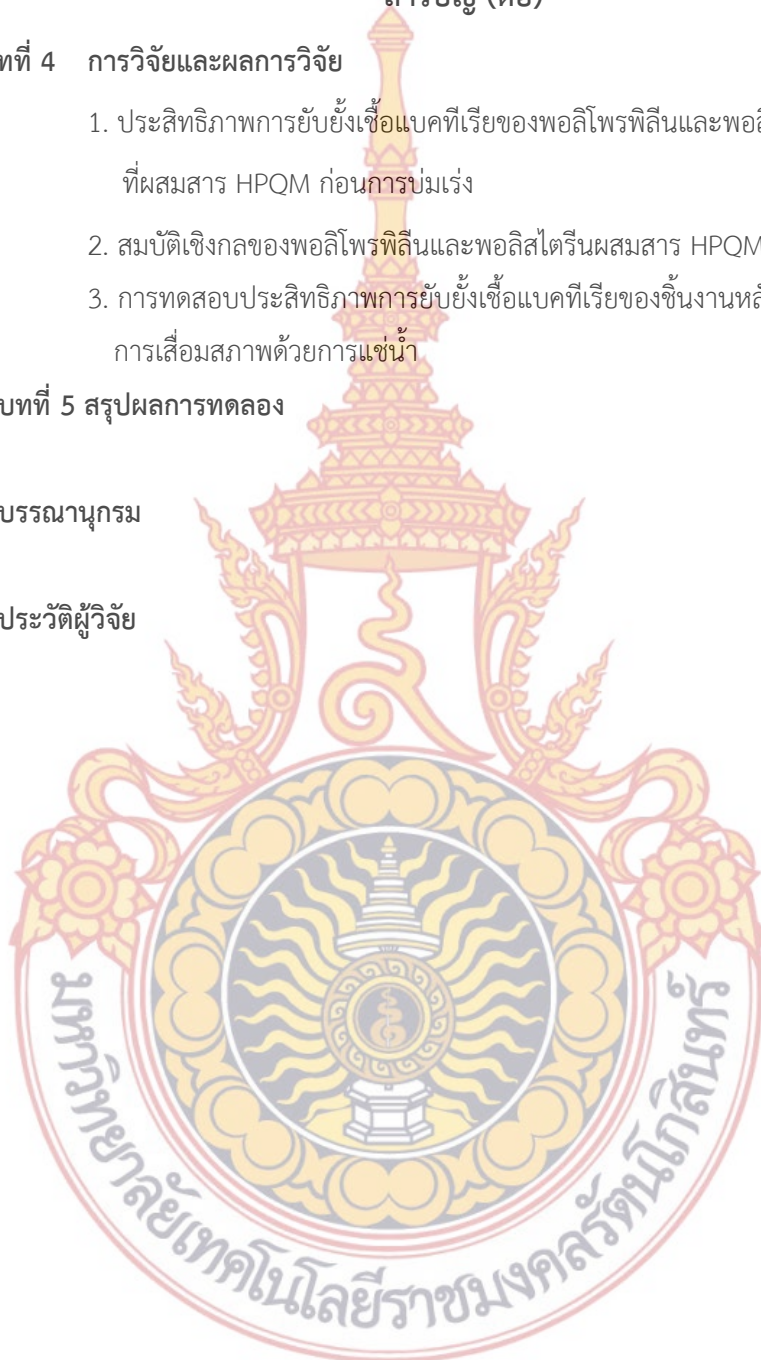 สารบัญ (ต่อ)
ทที่ 4 การวิจัยและผลการวิจัย
1. ประสิทธิภาพการยับยั้งเชื้อแบคทีเรียของพอลิโพรพิลีนและพอลิ
ที่ผสมสาร HPQM ก่อนการบ่มเร่ง
2. สมบัติเชิงกลของพอลิโพรพิลีนและพอลิสไตรีนผสมสาร HPQM
3. การทดสอบประสิทธิภาพการยับยั้งเชื้อแบคทีเรียของชิ้นงานหลั
การเสื่อมสภาพด้วยการแช่น้ำ
บทที่ 5 สรุปผลการทดลอง
บรรณานุกรม
ประวัติผู้วิจัย
มหาวิทยาลัยเทคโนโลยีราชมงคลรัตนโกสินทร์